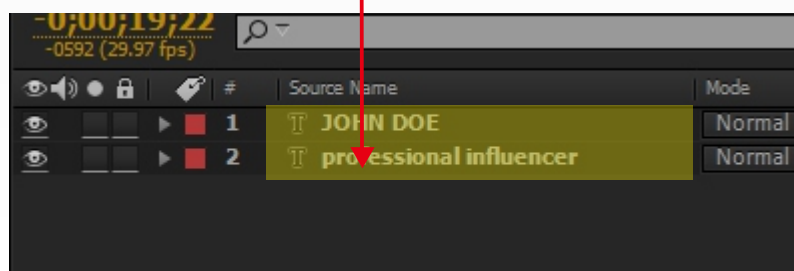 -0;00;19;22
-0592 (29.97 fps)
# Source Name Mode
1 T JOHN DOE Normal
2 T professional influencer Normal